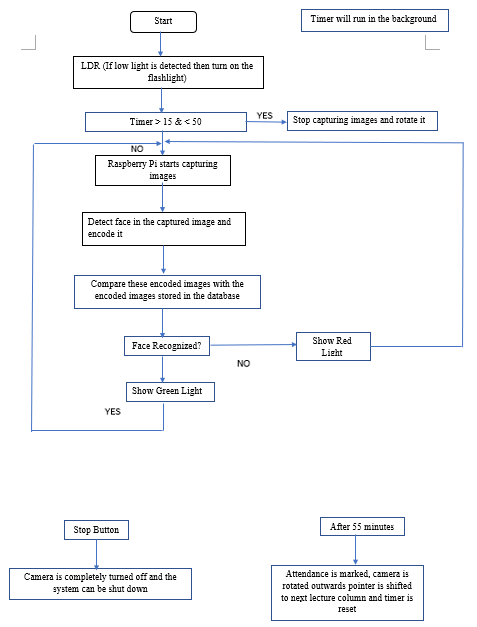 Start
Timer will run in the background
LDR (If low light is detected then turn on the
flashlight)
Timer > 15 & < 50
YES
Stop capturing images and rotate it
NO
Raspberry Pi starts capturing
images
Detect face in the captured image and
encode it
Compare these encoded images with the
encoded images stored in the database
Face Recognized?
Show Red
Light
NO
Show Green Light
YES
Stop Button
After 55 minutes
Camera is completely turned off and the
system can be shut down
Attendance is marked, camera is
rotated outwards pointer is shifted
to next lecture column and timer is
reset